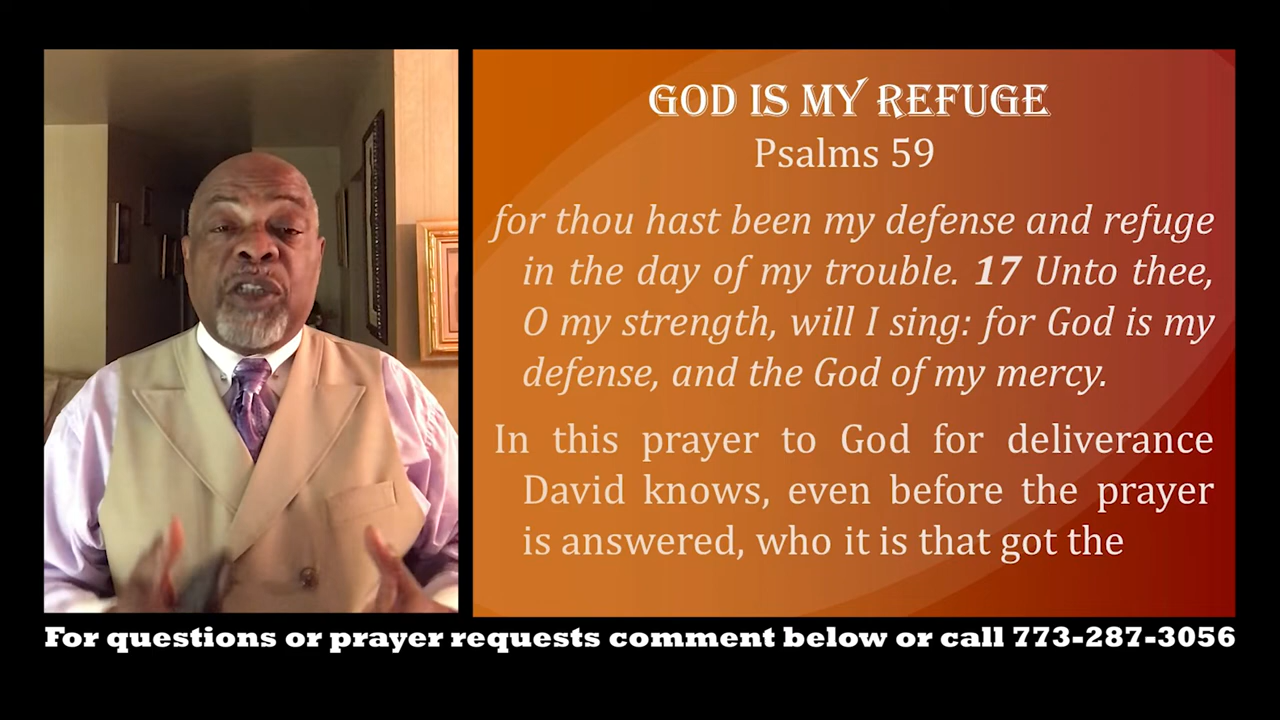 GOD IS MY REFUGE
Psalms 59
for thou hast been my defense and refuge
in the day of my trouble. 17 Unto thee,
O my strength, will I sing: for God is my
defense, and the God of my mercy.
In this prayer to God for deliverance
David knows, even before the prayer
is answered, who it is that got the
For questions or prayer requests comment below or call 773-287-3056